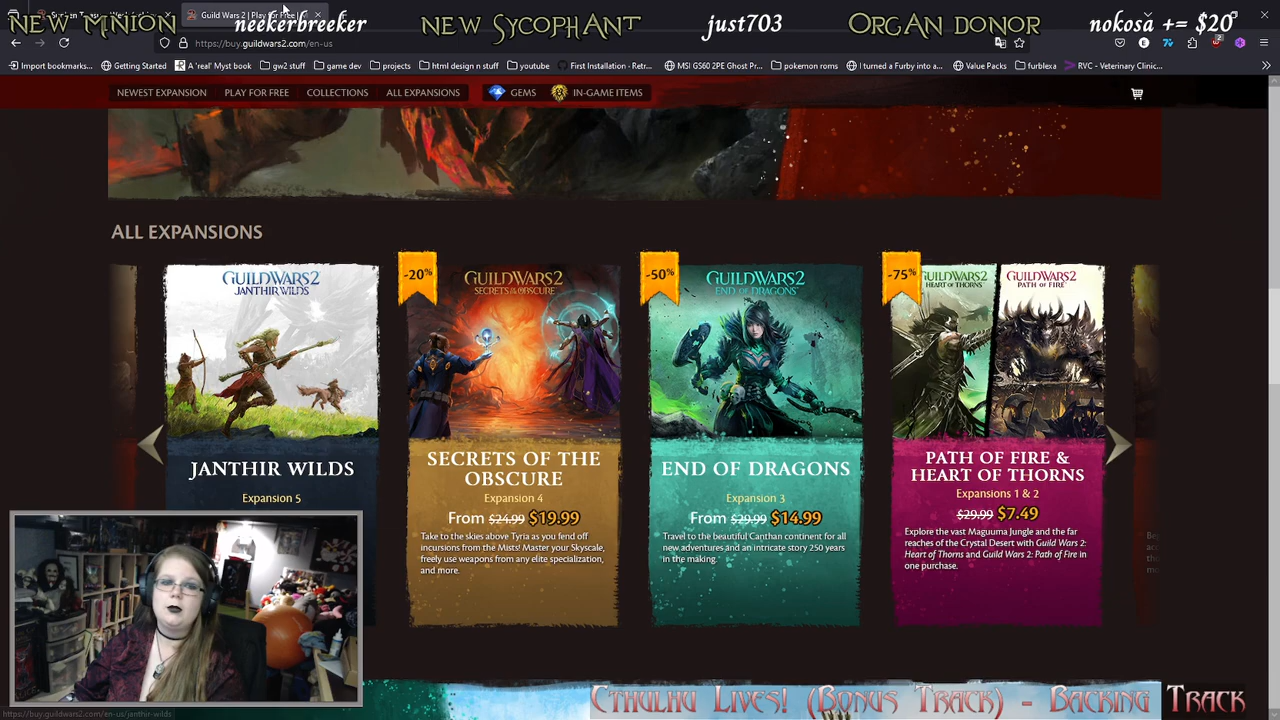 NEW MINION neekerbreeker NEW SYCOPHANT just703 ORGAN DONOR nokosa += $20
Guild Wars 2 | Play for Free |
https://buy.guildwars2.com/en-us
Import bookmarks... Getting Started A 'real' Myst book gw2 stuff game dev projects html design n stuff youtube First Installation - Retr... MSI GS60 2PE Ghost Pr... pokemon roms I turned a Furby into a... Value Packs furblexa RVC - Veterinary Clinic...
NEWEST EXPANSION PLAY FOR FREE COLLECTIONS ALL EXPANSIONS GEMS IN-GAME ITEMS
ALL EXPANSIONS
GUILDWARS2
JANTHIR WILDS
JANTHIR WILDS
Expansion 5
-20%
GUILDWARS2
SECRETS OF THE OBSCURE
SECRETS OF THE
OBSCURE
Expansion 4
From $24.99 $19.99
Take to the skies above Tyria as you fend off
incursions from the Mists! Master your Skyscale,
freely use weapons from any elite specialization,
and more.
-50%
GUILDWARS2
END OF DRAGONS
END OF DRAGONS
Expansion 3
From $29.99 $14.99
Travel to the beautiful Canthan continent for all
new adventures and an intricate story 250 years
in the making.
-75%
GUILDWARS2
HEART OF THORNS
GUILDWARS2
PATH OF FIRE
PATH OF FIRE &
HEART OF THORNS
Expansions 1 & 2
$29.99 $7.49
Explore the vast Maguuma Jungle and the far
reaches of the Crystal Desert with Guild Wars 2:
Heart of Thorns and Guild Wars 2: Path of Fire in
one purchase.
Cthulhu Lives! (Bonus Track) - Backing Track
https://buy.guildwars2.com/en-us/janthir-wilds